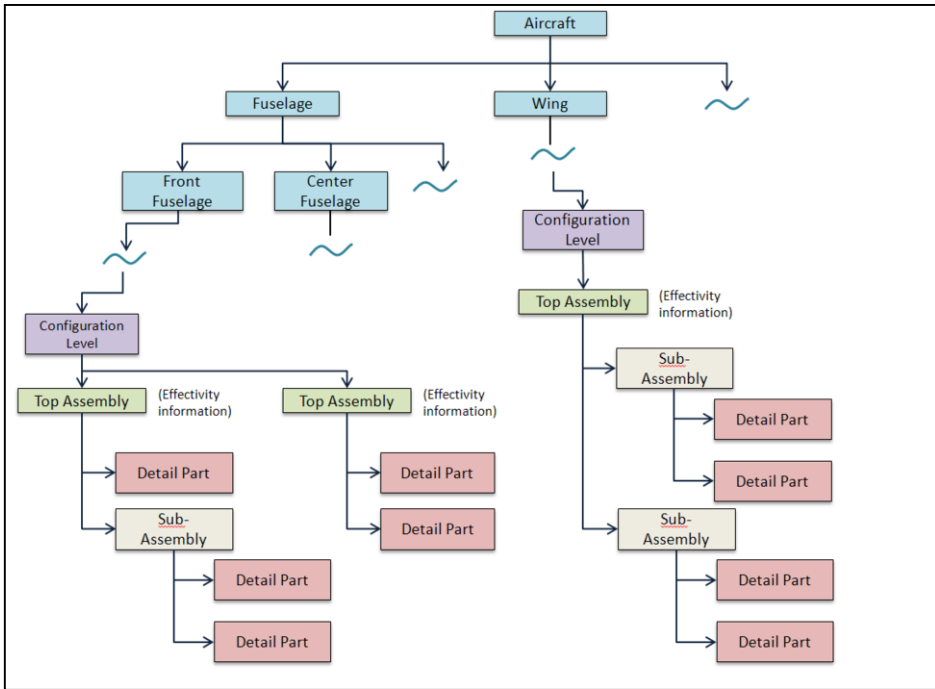 Aircraft
Fuselage
Wing
Front
Fuselage
Center
Fuselage
Configuration
Level
Top Assembly
(Effectivity
information)
Configuration
Level
Top Assembly
(Effectivity
information)
Top Assembly
(Effectivity
information)
Sub-
Assembly
Detail Part
Detail Part
Detail Part
Detail Part
Detail Part
Sub-
Assembly
Detail Part
Sub-
Assembly
Detail Part
Detail Part
Detail Part
Detail Part